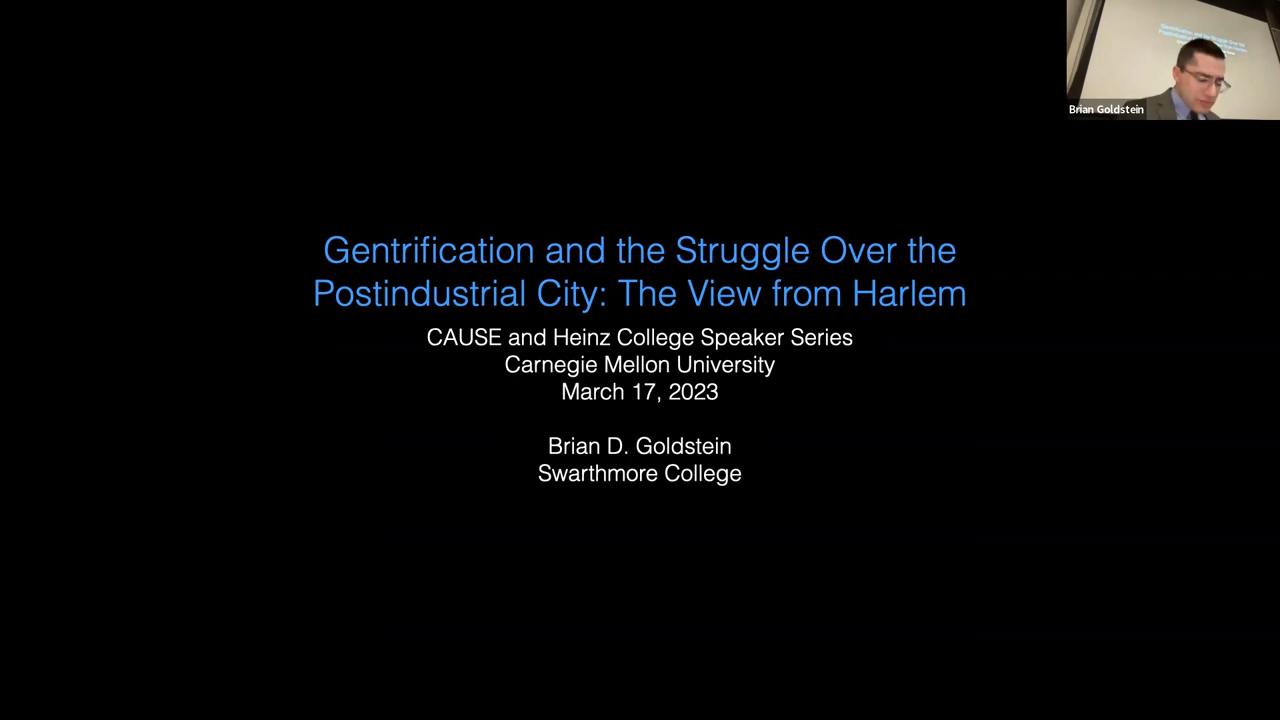 Gentrification and the Struggle Over the
Postindustrial City: The View from Harlem
CAUSE and Heinz College Speaker Series
Carnegie Mellon University
March 17, 2023
Brian D. Goldstein
Swarthmore College
Brian Goldstein